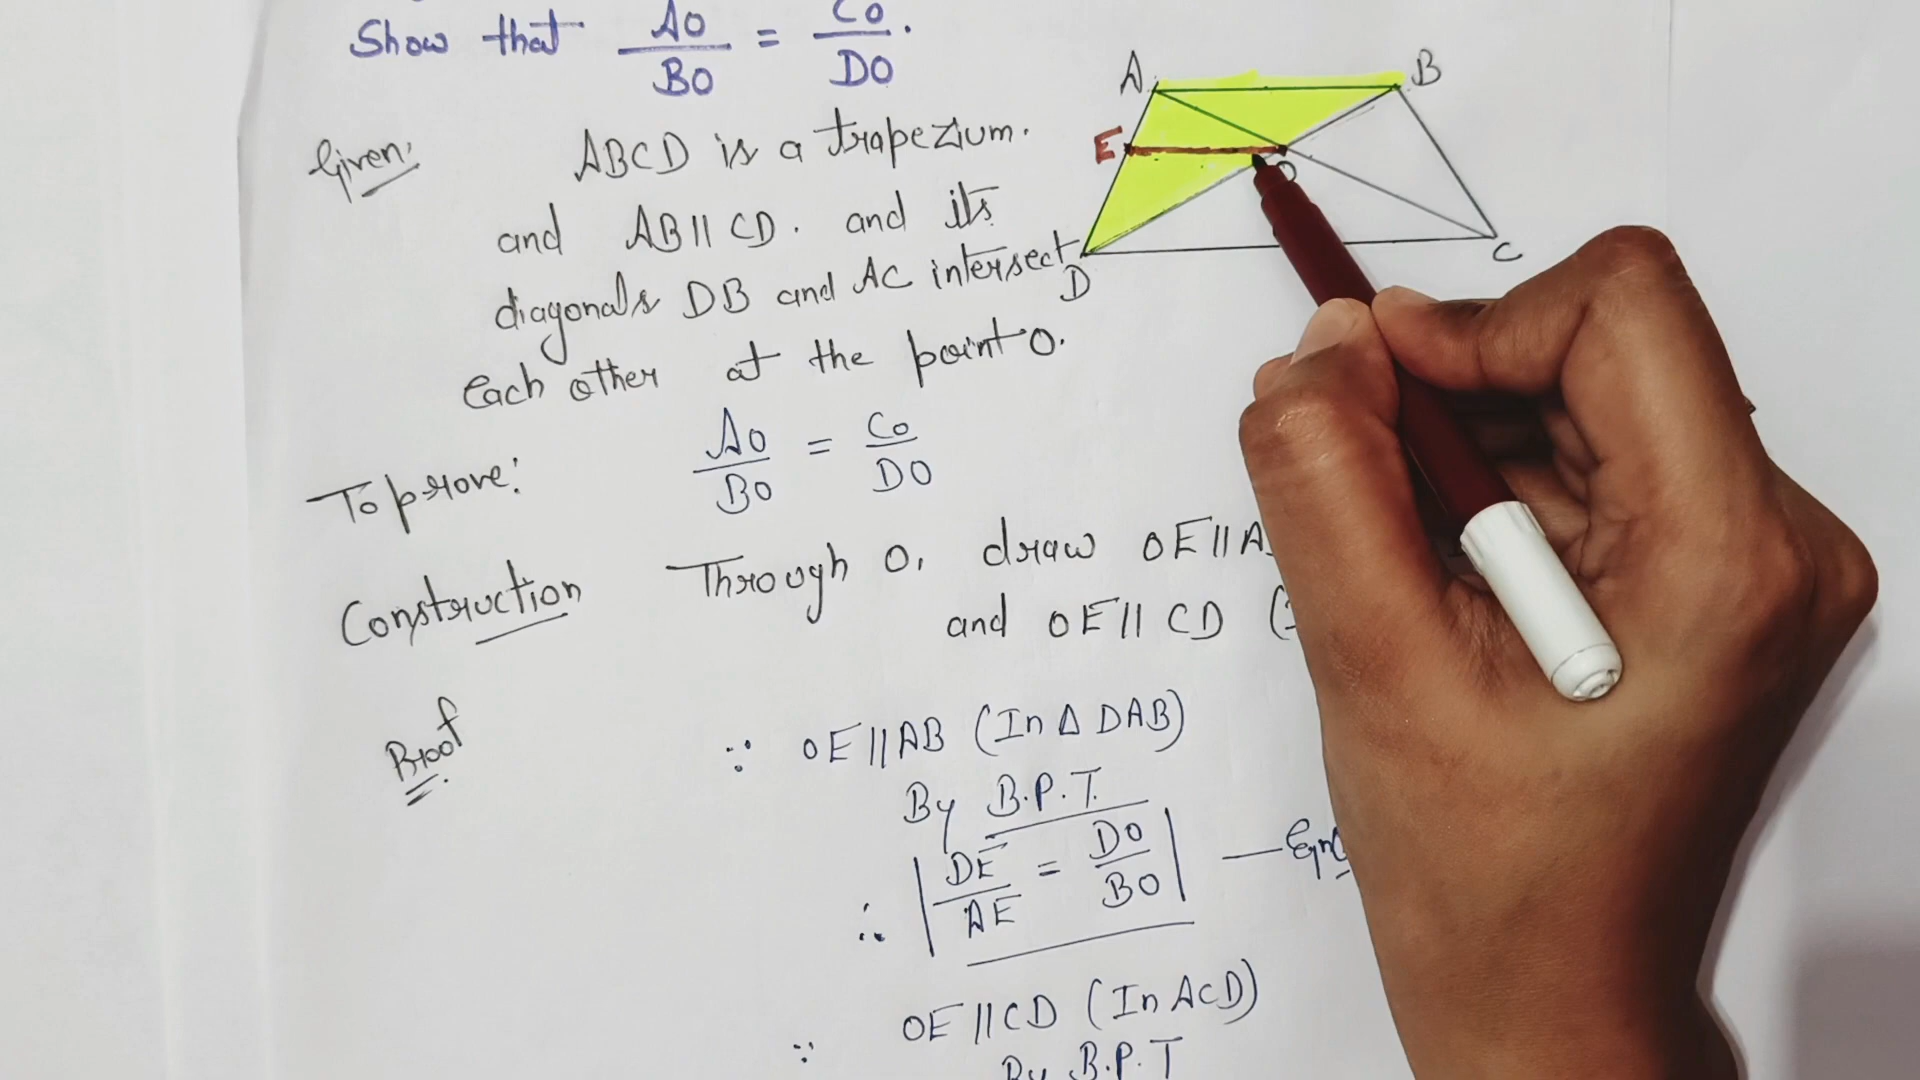 Show that AO/BO = CO/DO.
Given: ABCD is a trapezium.
and AB || CD. and its
diagonals DB and AC intersect
each other at the point O.
To prove: AO/BO = CO/DO
Construction Through O, draw OE || A
and OE || CD (
Proof ∵ OE || AB (In Δ DAB)
By B.P.T.
∴ DE/AE = DO/BO — Eqn
∵ OE || CD (In ACD)
By B.P.T
A
B
E
O
D
C